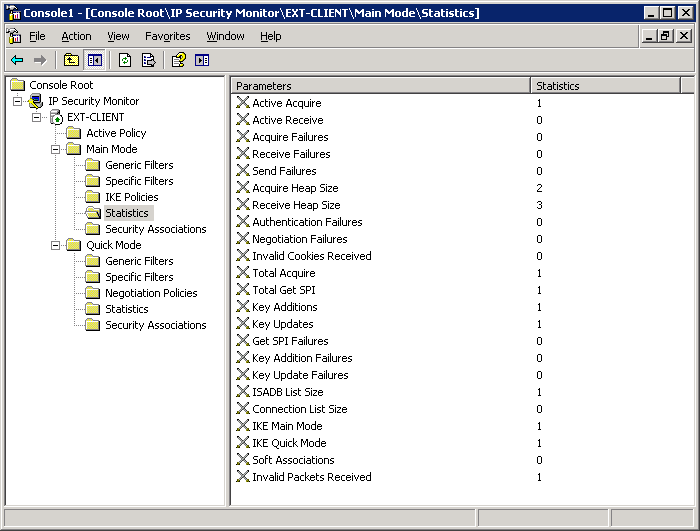 Console1 - [Console Root\IP Security Monitor\EXT-CLIENT\Main Mode\Statistics]
File Action View Favorites Window Help
Console Root
IP Security Monitor
EXT-CLIENT
Active Policy
Main Mode
Generic Filters
Specific Filters
IKE Policies
Statistics
Security Associations
Quick Mode
Generic Filters
Specific Filters
Negotiation Policies
Statistics
Security Associations
Parameters Statistics
Active Acquire 1
Active Receive 0
Acquire Failures 0
Receive Failures 0
Send Failures 0
Acquire Heap Size 2
Receive Heap Size 3
Authentication Failures 0
Negotiation Failures 0
Invalid Cookies Received 0
Total Acquire 1
Total Get SPI 1
Key Additions 1
Key Updates 1
Get SPI Failures 0
Key Addition Failures 0
Key Update Failures 0
ISADB List Size 1
Connection List Size 0
IKE Main Mode 1
IKE Quick Mode 1
Soft Associations 0
Invalid Packets Received 1